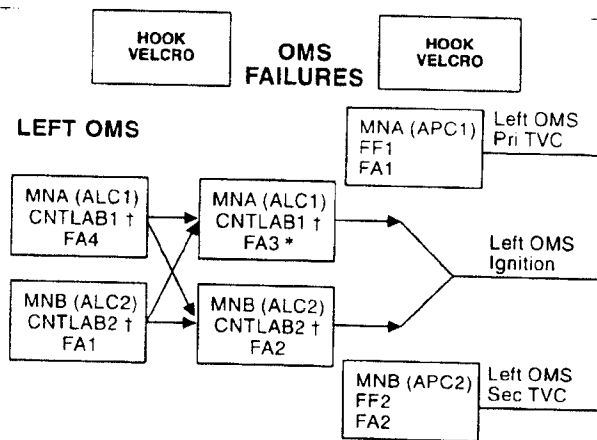 HOOK
VELCRO
OMS
FAILURES
HOOK
VELCRO
LEFT OMS
MNA (APC1)
FF1
FA1
Left OMS
Pri TVC
MNA (ALC1)
CNTLAB1 †
FA4
MNA (ALC1)
CNTLAB1 †
FA3 *
Left OMS
Ignition
MNB (ALC2)
CNTLAB2 †
FA1
MNB (ALC2)
CNTLAB2 †
FA2
MNB (APC2)
FF2
FA2
Left OMS
Sec TVC